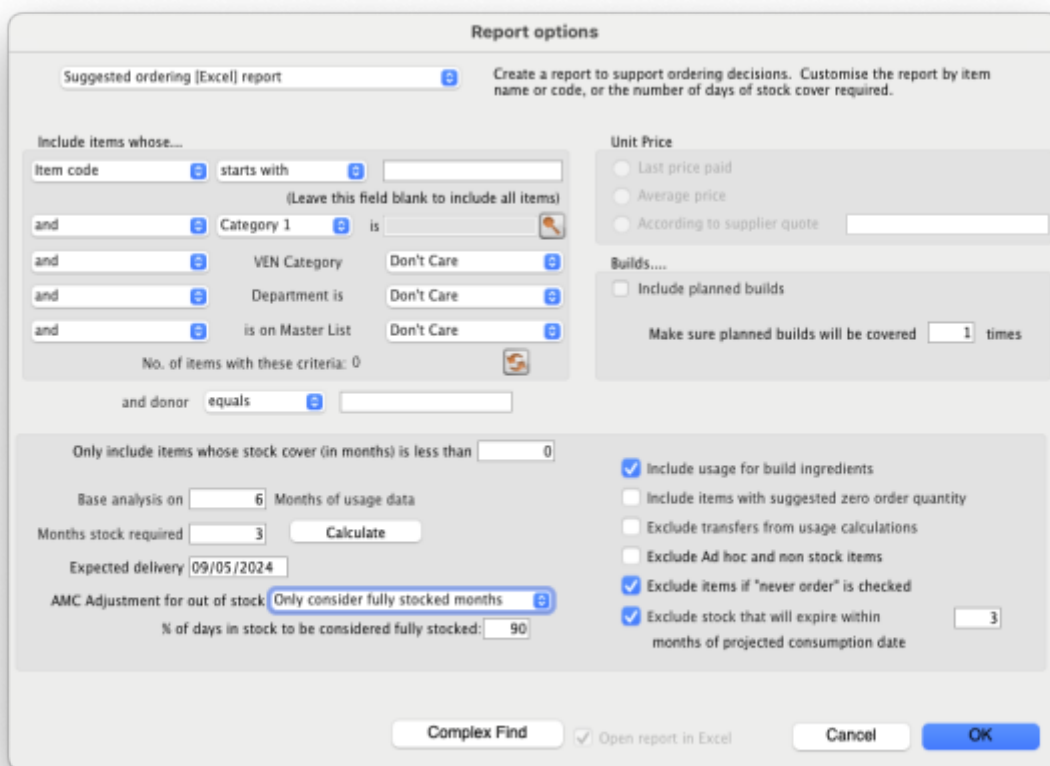 Report options
Suggested ordering [Excel] report
Create a report to support ordering decisions. Customise the report by item
name or code, or the number of days of stock cover required.
Include items whose....
Item code
starts with
(Leave this field blank to include all items)
and
Category 1
is
and
VEN Category
Don't Care
and
Department is
Don't Care
and
is on Master List
Don't Care
No. of items with these criteria: 0
and donor
equals
Unit Price
Last price paid
Average price
According to supplier quote
Builds....
Include planned builds
Make sure planned builds will be covered 1 times
Only include items whose stock cover (in months) is less than 0
Base analysis on 6 Months of usage data
Months stock required 3
Calculate
Expected delivery 09/05/2024
AMC Adjustment for out of stock Only consider fully stocked months
% of days in stock to be considered fully stocked: 90
Include usage for build ingredients
Include items with suggested zero order quantity
Exclude transfers from usage calculations
Exclude Ad hoc and non stock items
Exclude items if "never order" is checked
Exclude stock that will expire within 3
months of projected consumption date
Complex Find
Open report in Excel
Cancel
OK